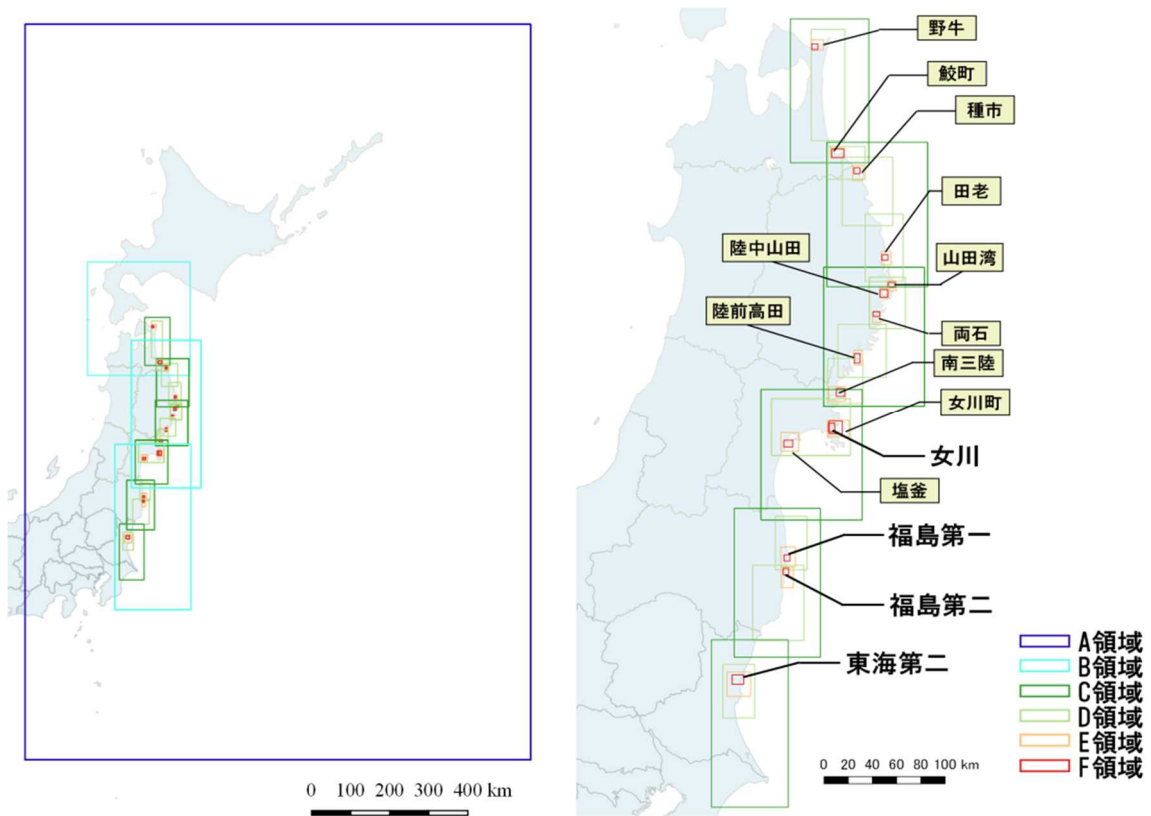 野牛
鮫町
種市
田老
陸中山田
山田湾
陸前高田
両石
南三陸
女川町
女川
塩釜
福島第一
福島第二
東海第二
A領域
B領域
C領域
D領域
E領域
F領域
0 20 40 60 80 100 km
0 100 200 300 400 km